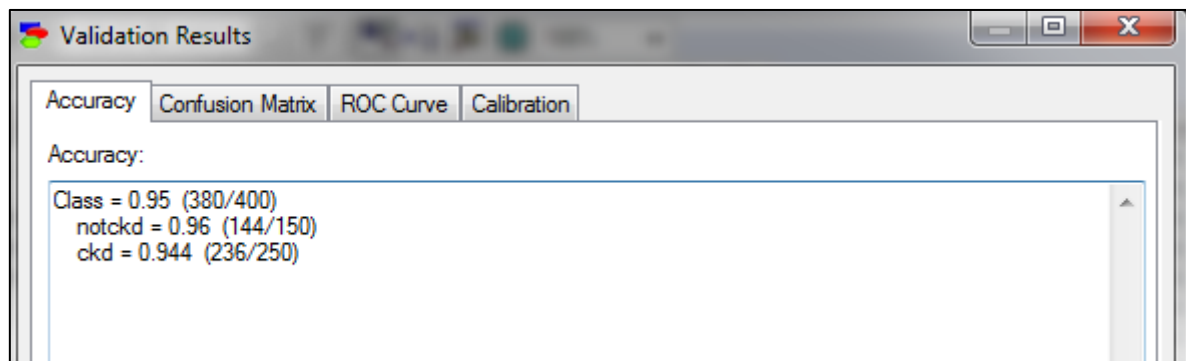 Validation Results
Accuracy Confusion Matrix ROC Curve Calibration
Accuracy:
Class = 0.95 (380/400)
notckd = 0.96 (144/150)
ckd = 0.944 (236/250)